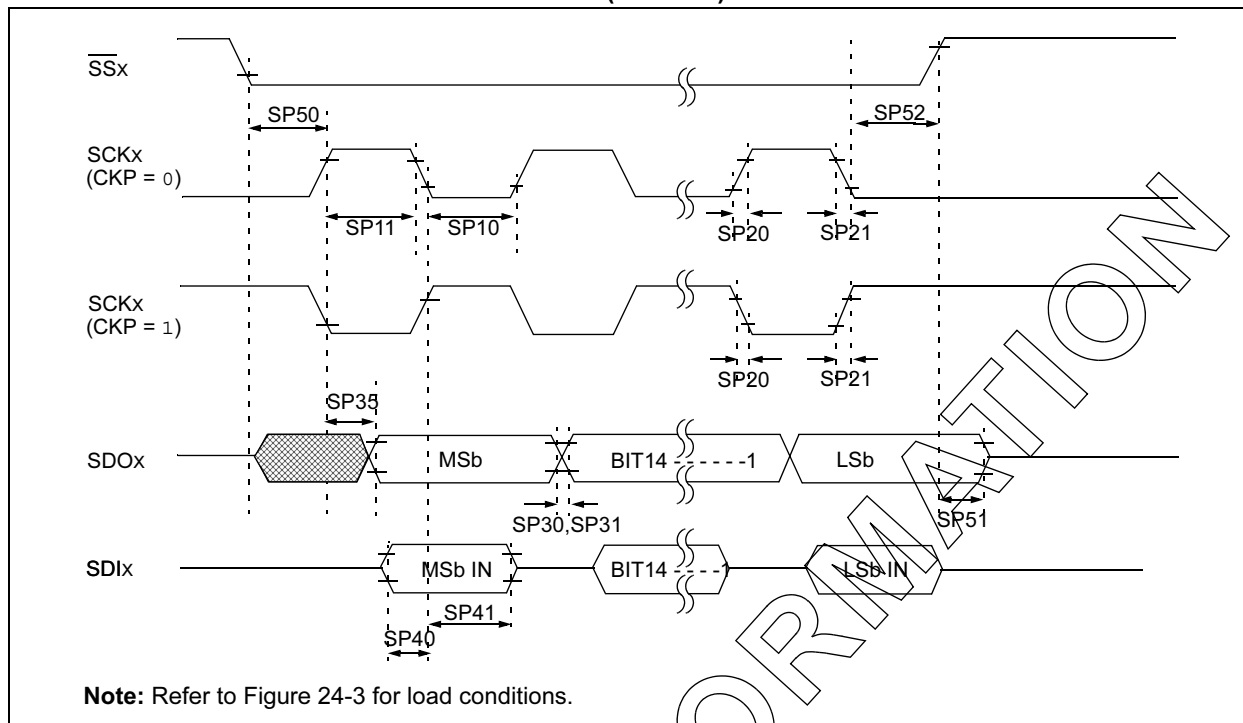 SSx
SP50
SP52
SCKx
(CKP = 0)
SP11
SP10
SP20
SP21
SCKx
(CKP = 1)
SP20
SP21
SP35
SDOx
MSb
BIT14 - - - - - -1
LSb
SP30,SP31
SP51
SDIx
MSb IN
BIT14 - - - -1
LSb IN
SP41
SP40
Note: Refer to Figure 24-3 for load conditions.
ORMATION